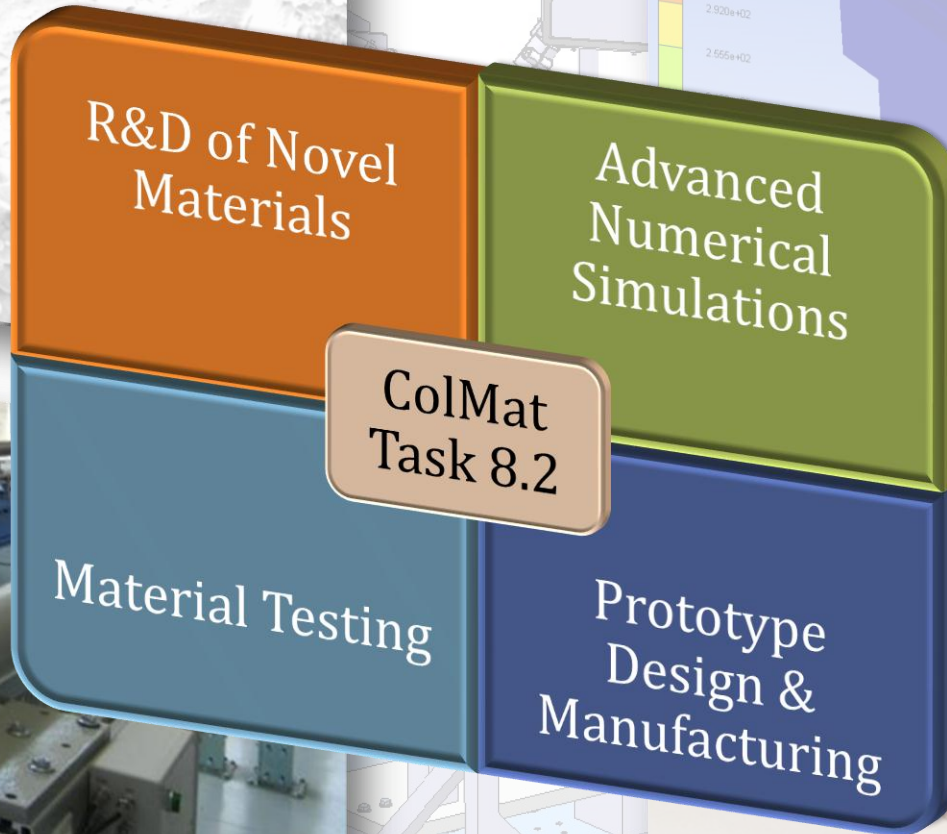 2.920e+02
2.555e+02
R&D of Novel
Materials
Advanced
Numerical
Simulations
ColMat
Task 8.2
Material Testing
Prototype
Design &
Manufacturing